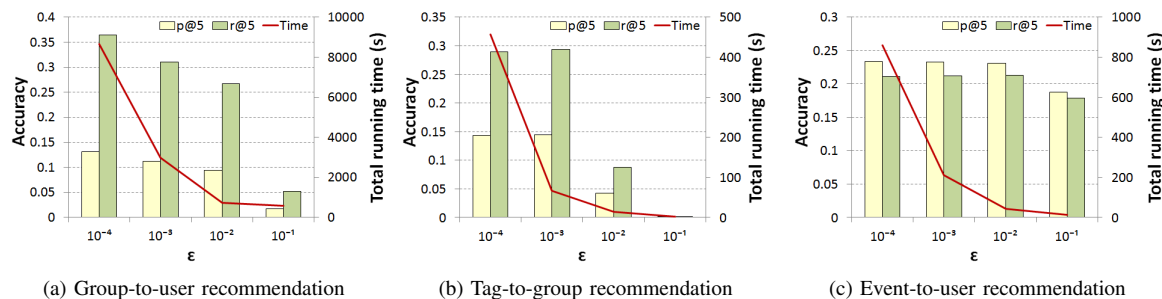 p@5 r@5 Time
0.4
0.35
0.3
0.25
0.2
0.15
0.1
0.05
0
Accuracy
10000
8000
6000
4000
2000
0
Total running time (s)
10⁻⁴ 10⁻³ 10⁻² 10⁻¹
ε
(a) Group-to-user recommendation
p@5 r@5 Time
0.35
0.3
0.25
0.2
0.15
0.1
0.05
0
Accuracy
500
400
300
200
100
0
Total running time (s)
10⁻⁴ 10⁻³ 10⁻² 10⁻¹
ε
(b) Tag-to-group recommendation
p@5 r@5 Time
0.3
0.25
0.2
0.15
0.1
0.05
0
Accuracy
1000
800
600
400
200
0
Total running time (s)
10⁻⁴ 10⁻³ 10⁻² 10⁻¹
ε
(c) Event-to-user recommendation